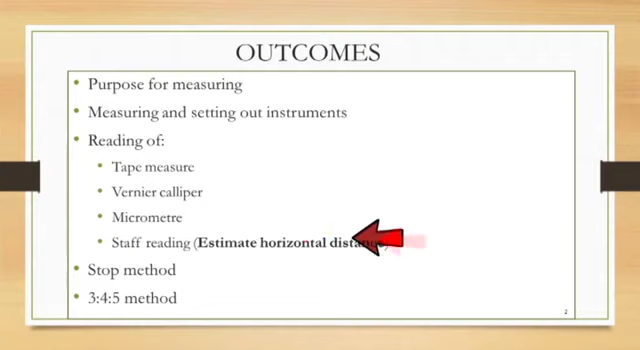 OUTCOMES
• Purpose for measuring
• Measuring and setting out instruments
• Reading of:
• Tape measure
• Vernier calliper
• Micrometre
• Staff reading (Estimate horizontal distance)
• Stop method
• 3:4:5 method
2